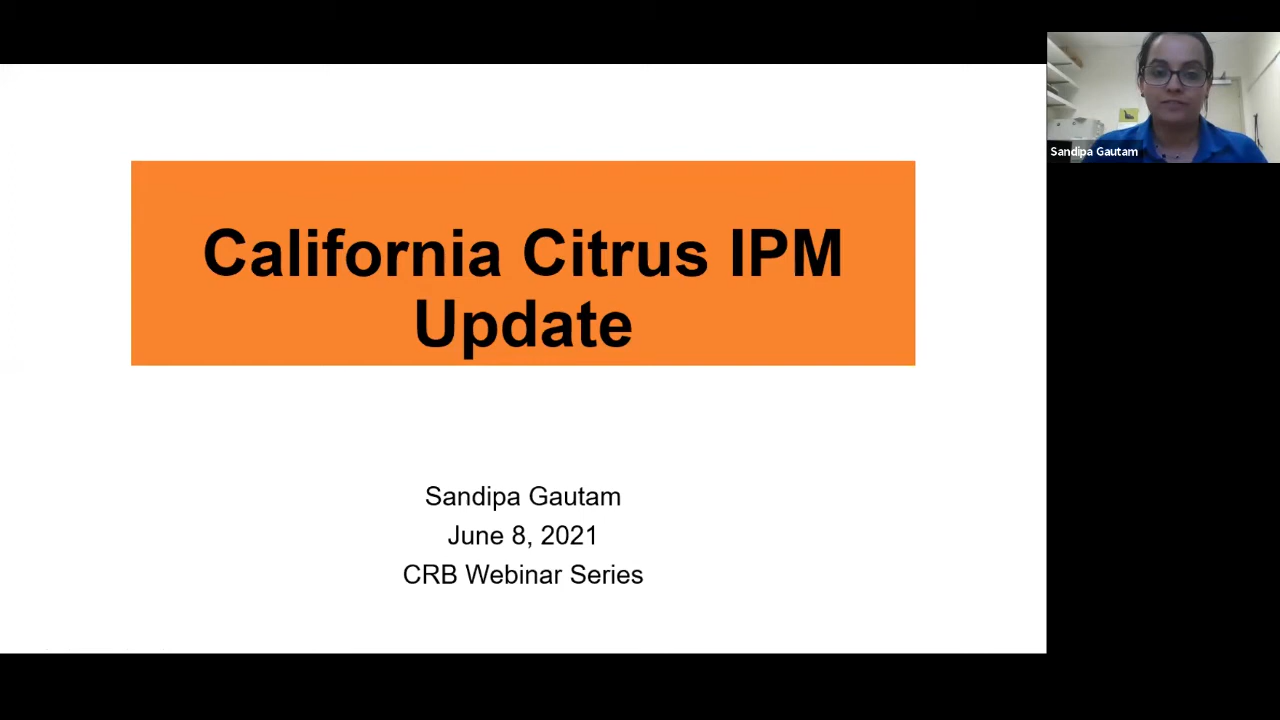 California Citrus IPM
Update
Sandipa Gautam
June 8, 2021
CRB Webinar Series
Sandipa Gautam